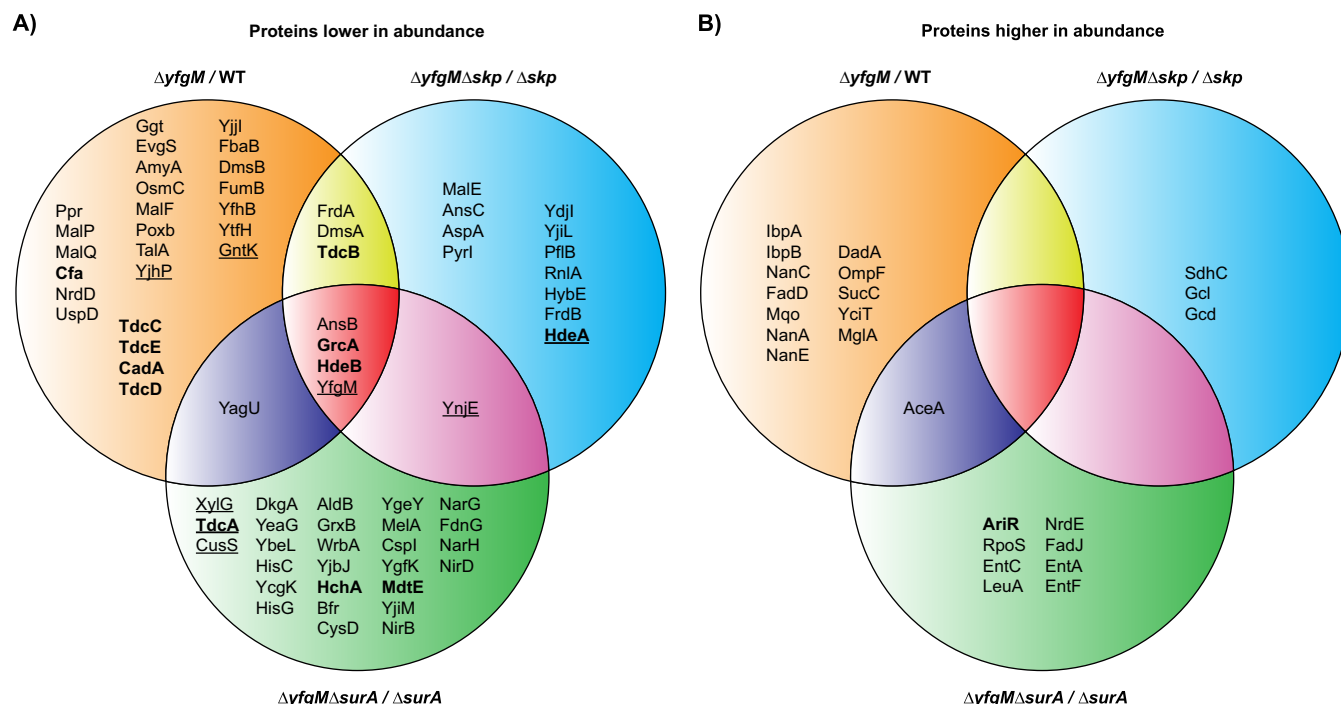 A)
Proteins lower in abundance
ΔyfgM / WT
ΔyfgMΔskp / Δskp
Ppr
MalP
MalQ
Cfa
NrdD
UspD
Ggt
EvgS
AmyA
OsmC
MalF
Poxb
TalA
YjhP
YjjI
FbaB
DmsB
FumB
YfhB
YtfH
GntK
TdcC
TdcE
CadA
TdcD
FrdA
DmsA
TdcB
MalE
AnsC
AspA
PyrI
YdjI
YjiL
PflB
RnlA
HybE
FrdB
HdeA
AnsB
GrcA
HdeB
YfgM
YagU
YnjE
XylG
TdcA
CusS
DkgA
YeaG
YbeL
HisC
YcgK
HisG
AldB
GrxB
WrbA
YjbJ
HchA
Bfr
CysD
YgeY
MelA
CspI
YgfK
MdtE
YjiM
NirB
NarG
FdnG
NarH
NirD
ΔyfgMΔsurA / ΔsurA
B)
Proteins higher in abundance
ΔyfgM / WT
ΔyfgMΔskp / Δskp
IbpA
IbpB
NanC
FadD
Mqo
NanA
NanE
DadA
OmpF
SucC
YciT
MglA
SdhC
Gcl
Gcd
AceA
AriR
RpoS
EntC
LeuA
NrdE
FadJ
EntA
EntF
ΔyfgMΔsurA / ΔsurA